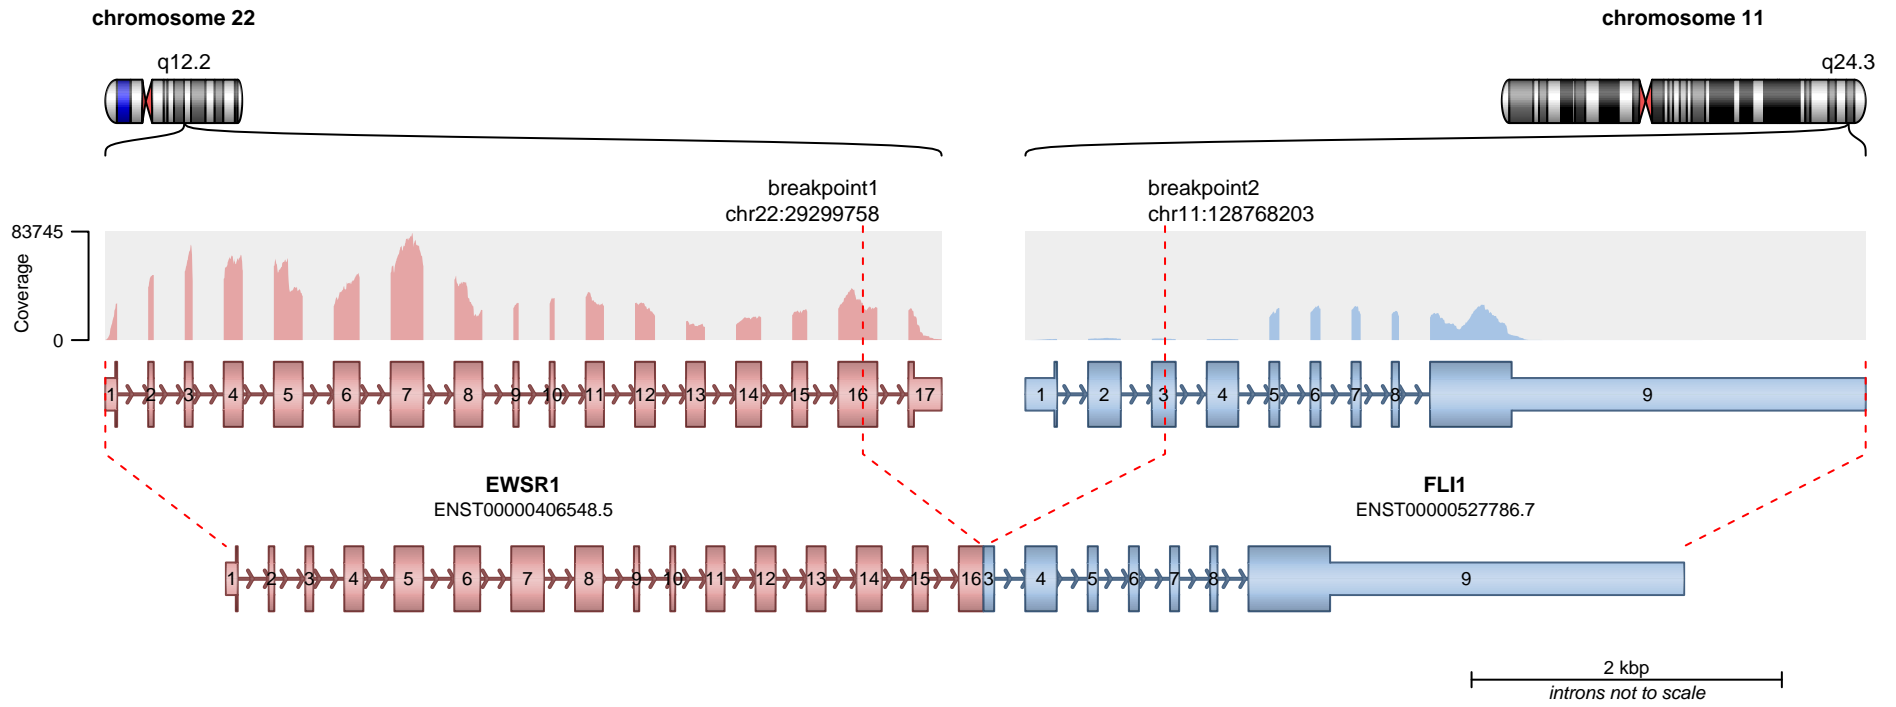 chromosome 22
chromosome 11
q12.2
q24.3
breakpoint1
chr22:29299758
breakpoint2
chr11:128768203
83745
Coverage
0
1 2 3 4 5 6 7 8 9 10 11 12 13 14 15 16 17
1 2 3 4 5 6 7 8 9
EWSR1
ENST00000406548.5
FLI1
ENST00000527786.7
1 2 3 4 5 6 7 8 9 10 11 12 13 14 15 16 3 4 5 6 7 8 9
2 kbp
introns not to scale